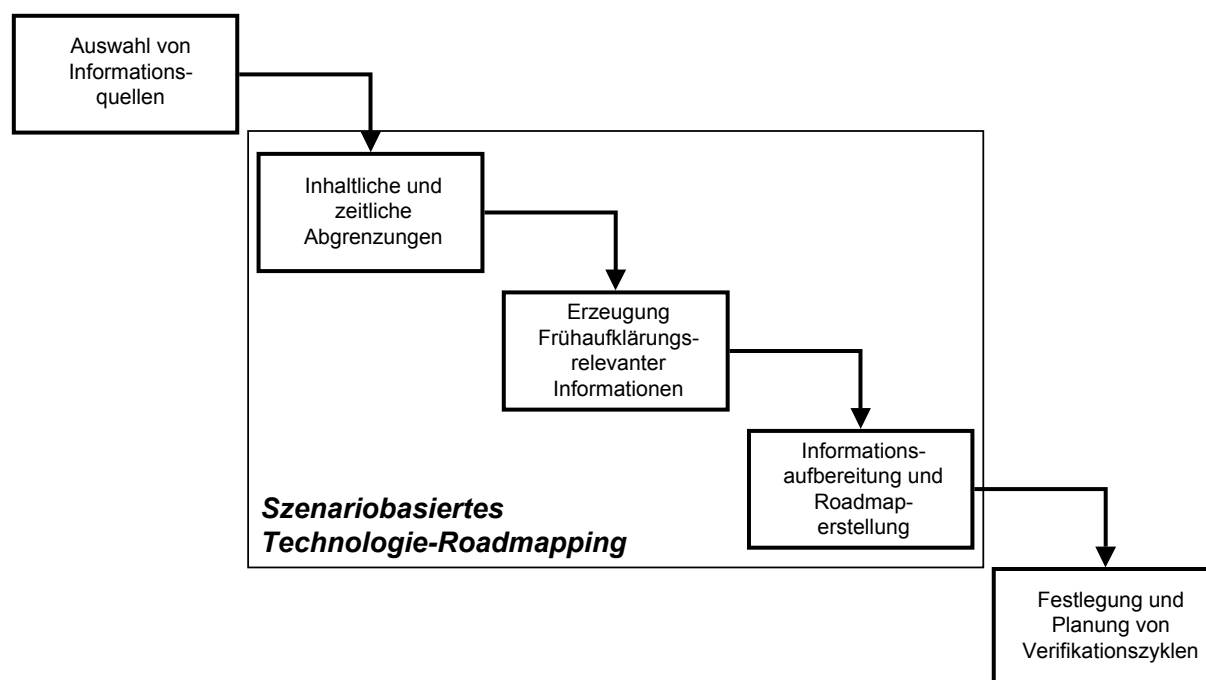 Auswahl von
Informations-
quellen
Inhaltliche und
zeitliche
Abgrenzungen
Erzeugung
Frühaufklärungs-
relevanter
Informationen
Informations-
aufbereitung und
Roadmap-
erstellung
Szenariobasiertes
Technologie-Roadmapping
Festlegung und
Planung von
Verifikationszyklen